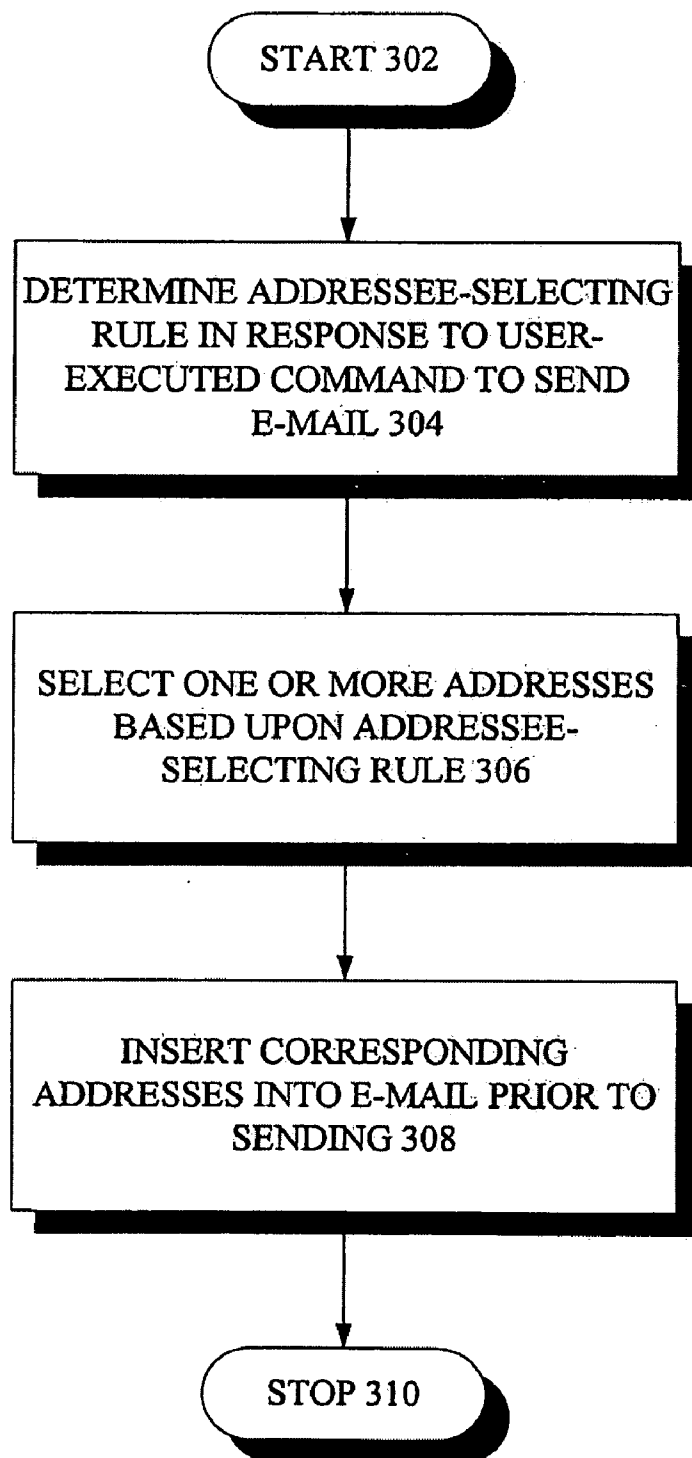 START 302
DETERMINE ADDRESSEE-SELECTING
RULE IN RESPONSE TO USER-
EXECUTED COMMAND TO SEND
E-MAIL 304
SELECT ONE OR MORE ADDRESSES
BASED UPON ADDRESSEE-
SELECTING RULE 306
INSERT CORRESPONDING
ADDRESSES INTO E-MAIL PRIOR TO
SENDING 308
STOP 310